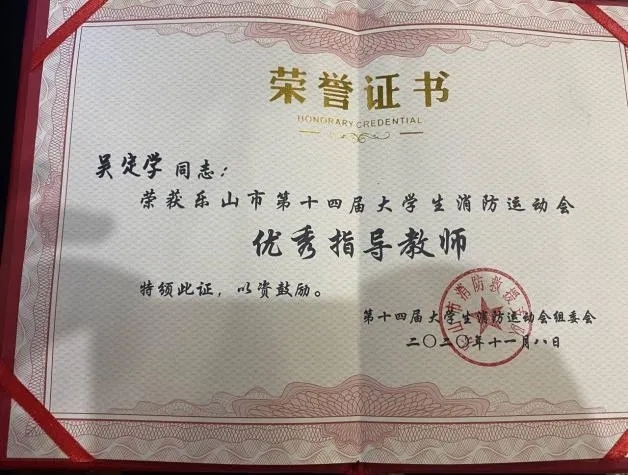 荣誉证书
HONORARY CREDENTIAL
吴定学同志：
荣获乐山市第十四届大学生消防运动会
优秀指导教师
特颁此证，以资鼓励。
第十四届大学生消防运动会组委会
二〇二〇年十一月八日